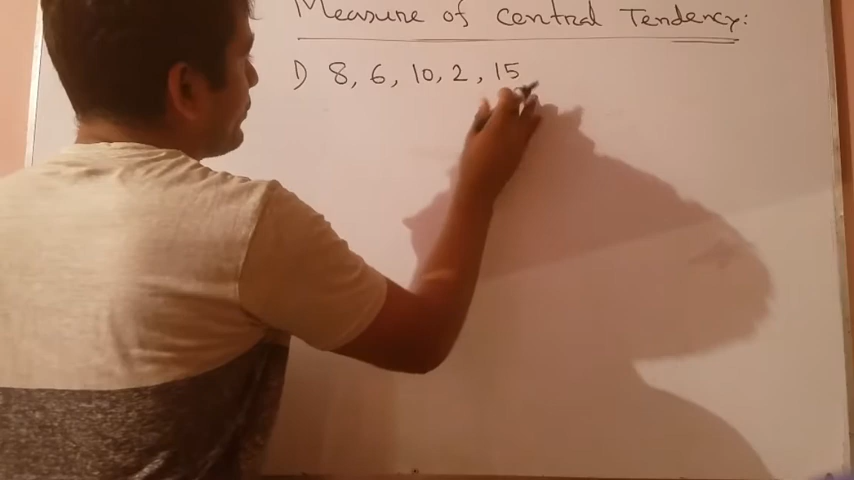 Measure of central Tendency:
1) 8, 6, 10, 2, 15